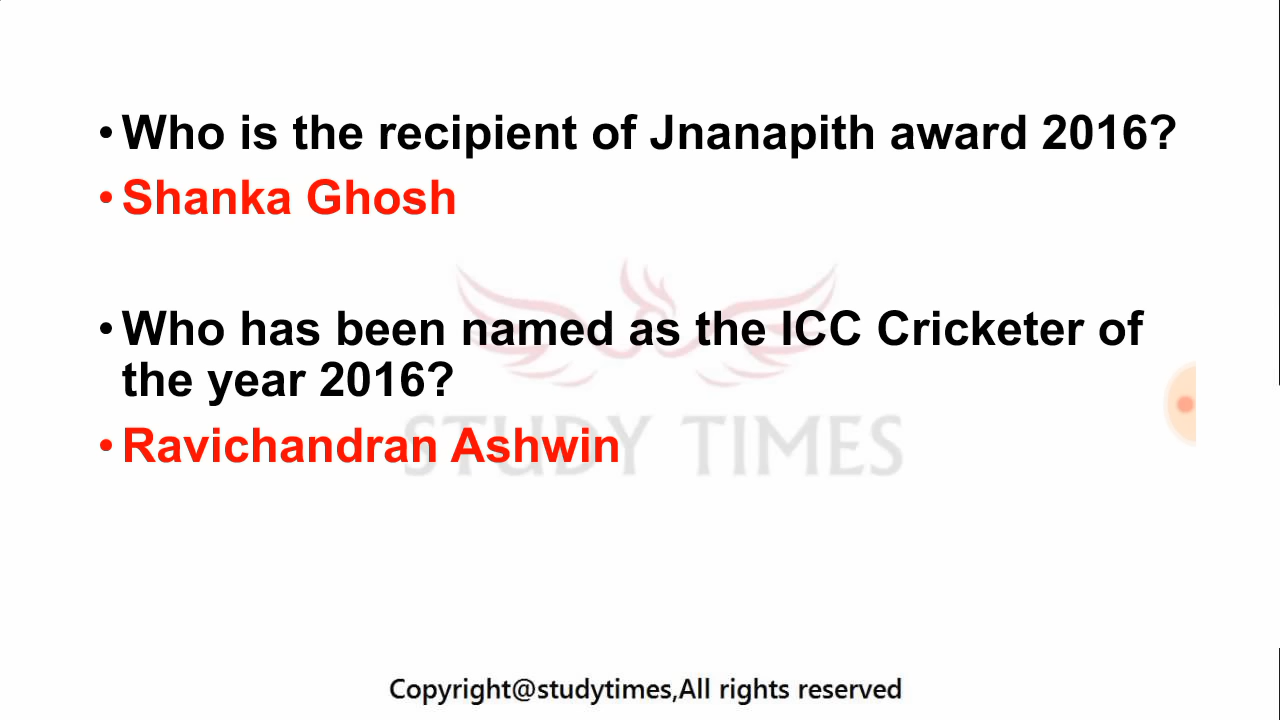 • Who is the recipient of Jnanapith award 2016?
• Shanka Ghosh
• Who has been named as the ICC Cricketer of
the year 2016?
• Ravichandran Ashwin
STUDY TIMES
Copyright@studytimes,All rights reserved